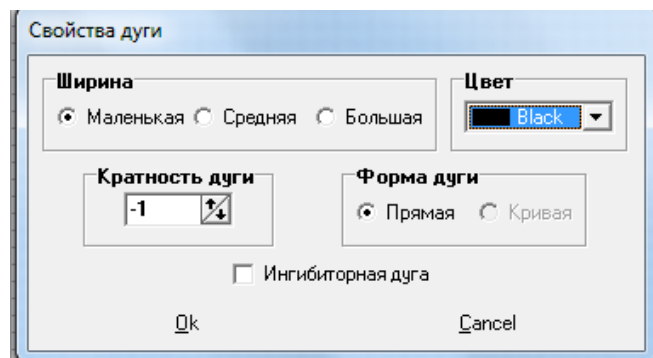 Свойства дуги
Ширина
Маленькая Средняя Большая
Цвет
Black
Кратность дуги
-1
Форма дуги
Прямая Кривая
Ингибиторная дуга
Ok Cancel